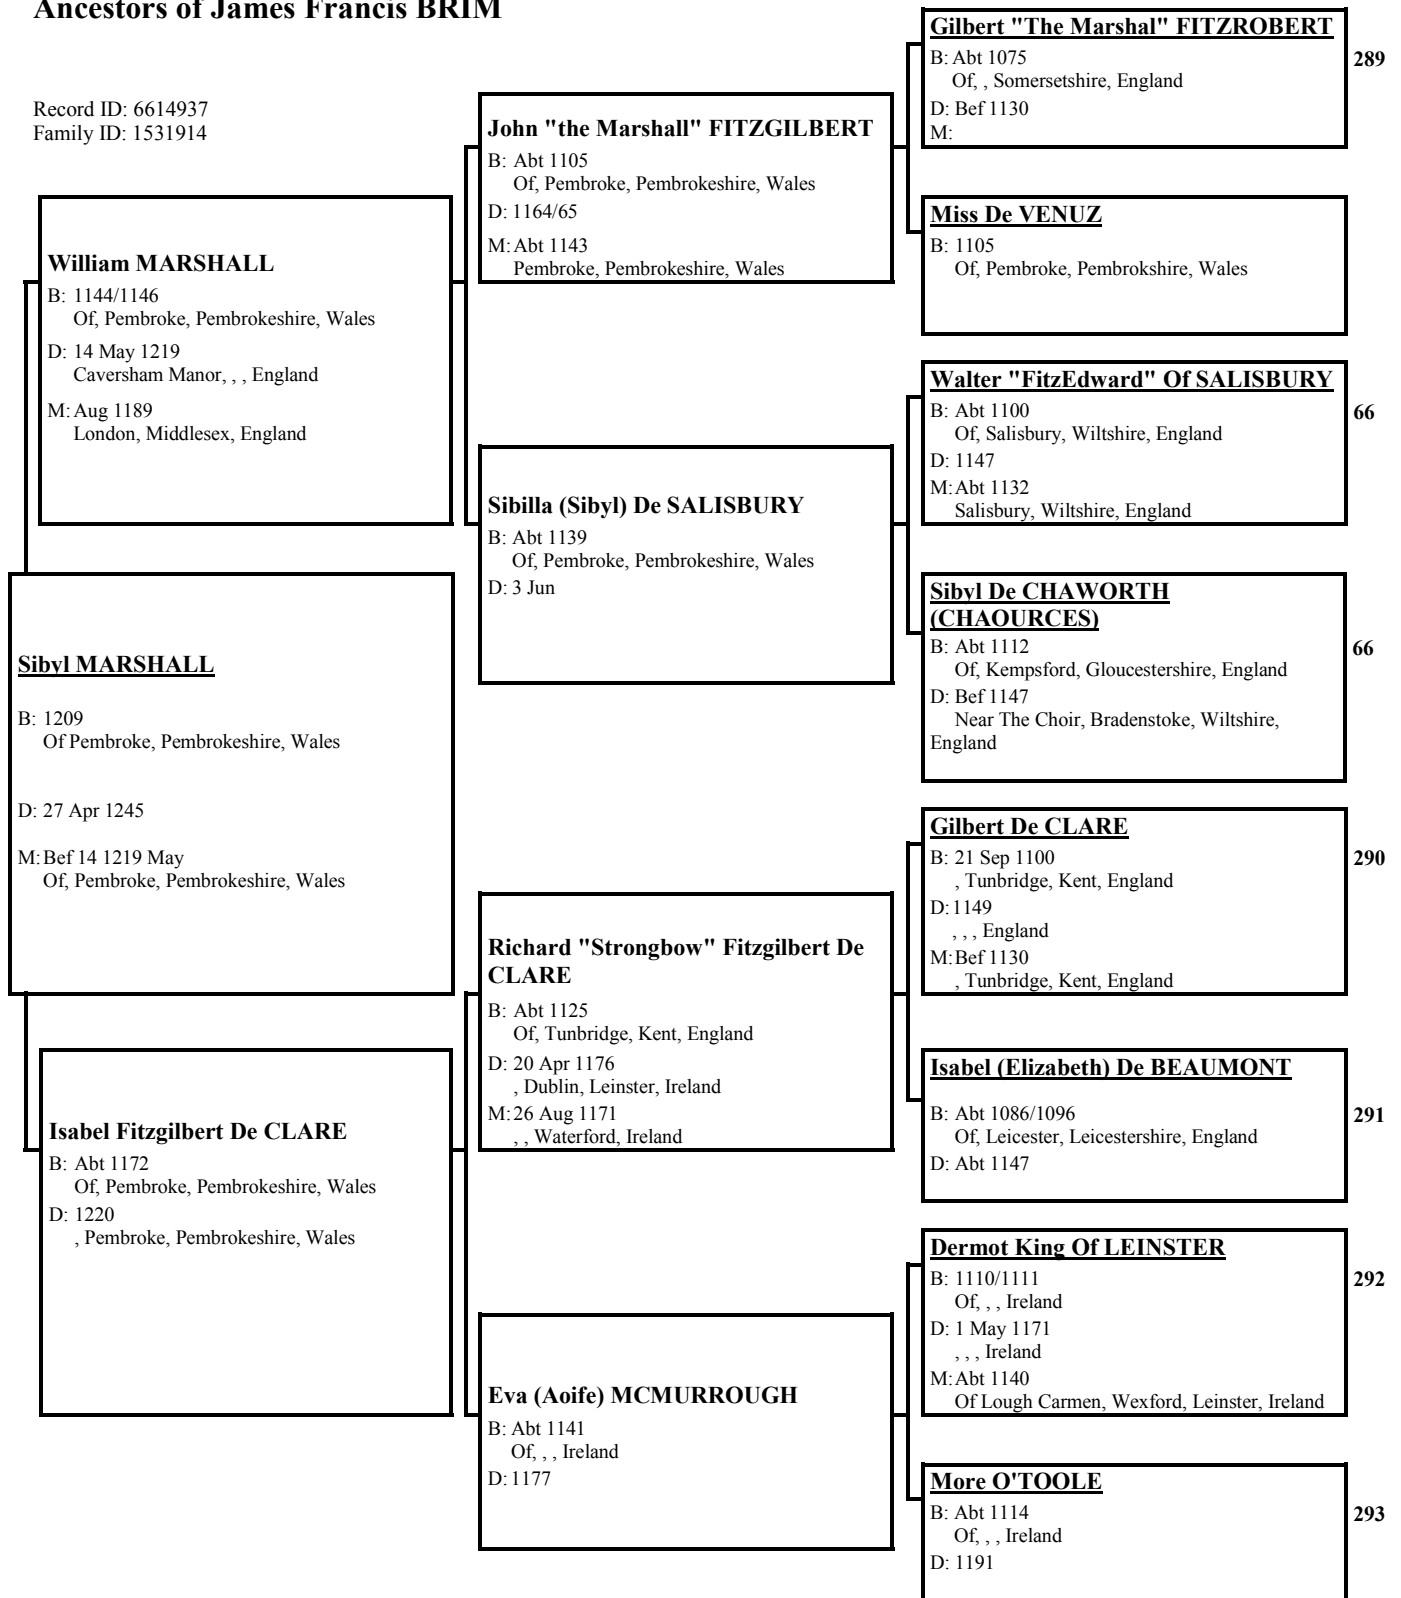 Ancestors of James Francis BRIM
Record ID: 6614937
Family ID: 1531914
William MARSHALL
B: 1144/1146
Of, Pembroke, Pembrokeshire, Wales
D: 14 May 1219
Caversham Manor, , , England
M: Aug 1189
London, Middlesex, England
Sibyl MARSHALL
B: 1209
Of Pembroke, Pembrokeshire, Wales
D: 27 Apr 1245
M: Bef 14 1219 May
Of, Pembroke, Pembrokeshire, Wales
Isabel Fitzgilbert De CLARE
B: Abt 1172
Of, Pembroke, Pembrokeshire, Wales
D: 1220
, Pembroke, Pembrokeshire, Wales
John "the Marshall" FITZGILBERT
B: Abt 1105
Of, Pembroke, Pembrokeshire, Wales
D: 1164/65
M: Abt 1143
Pembroke, Pembrokeshire, Wales
Sibilla (Sibyl) De SALISBURY
B: Abt 1139
Of, Pembroke, Pembrokeshire, Wales
D: 3 Jun
Richard "Strongbow" Fitzgilbert De
CLARE
B: Abt 1125
Of, Tunbridge, Kent, England
D: 20 Apr 1176
, Dublin, Leinster, Ireland
M: 26 Aug 1171
, , Waterford, Ireland
Eva (Aoife) MCMURROUGH
B: Abt 1141
Of, , , Ireland
D: 1177
Gilbert "The Marshal" FITZROBERT
B: Abt 1075
Of, , Somersetshire, England
D: Bef 1130
M:
289
Miss De VENUZ
B: 1105
Of, Pembroke, Pembrokshire, Wales
Walter "FitzEdward" Of SALISBURY
B: Abt 1100
Of, Salisbury, Wiltshire, England
D: 1147
M: Abt 1132
Salisbury, Wiltshire, England
66
Sibyl De CHAWORTH
(CHAOURCES)
B: Abt 1112
Of, Kempsford, Gloucestershire, England
D: Bef 1147
Near The Choir, Bradenstoke, Wiltshire,
England
66
Gilbert De CLARE
B: 21 Sep 1100
, Tunbridge, Kent, England
D: 1149
, , , England
M: Bef 1130
, Tunbridge, Kent, England
290
Isabel (Elizabeth) De BEAUMONT
B: Abt 1086/1096
Of, Leicester, Leicestershire, England
D: Abt 1147
291
Dermot King Of LEINSTER
B: 1110/1111
Of, , , Ireland
D: 1 May 1171
, , , Ireland
M: Abt 1140
Of Lough Carmen, Wexford, Leinster, Ireland
292
More O'TOOLE
B: Abt 1114
Of, , , Ireland
D: 1191
293